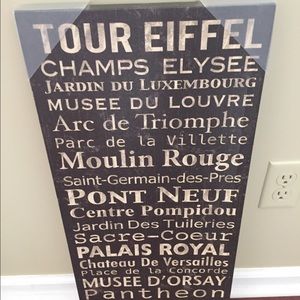 TOUR EIFFEL
CHAMPS ELYSEE
JARDIN DU LUXEMBOURG
MUSEE DU LOUVRE
Arc de Triomphe
Parc de la Villette
Moulin Rouge
Saint-Germain-des-Pres
PONT NEUF
Centre Pompidou
Jardin Des Tuileries
Sacre-Coeur
PALAIS ROYAL
Chateau De Versailles
Place de la Concorde
MUSEE D'ORSAY
Pantheon